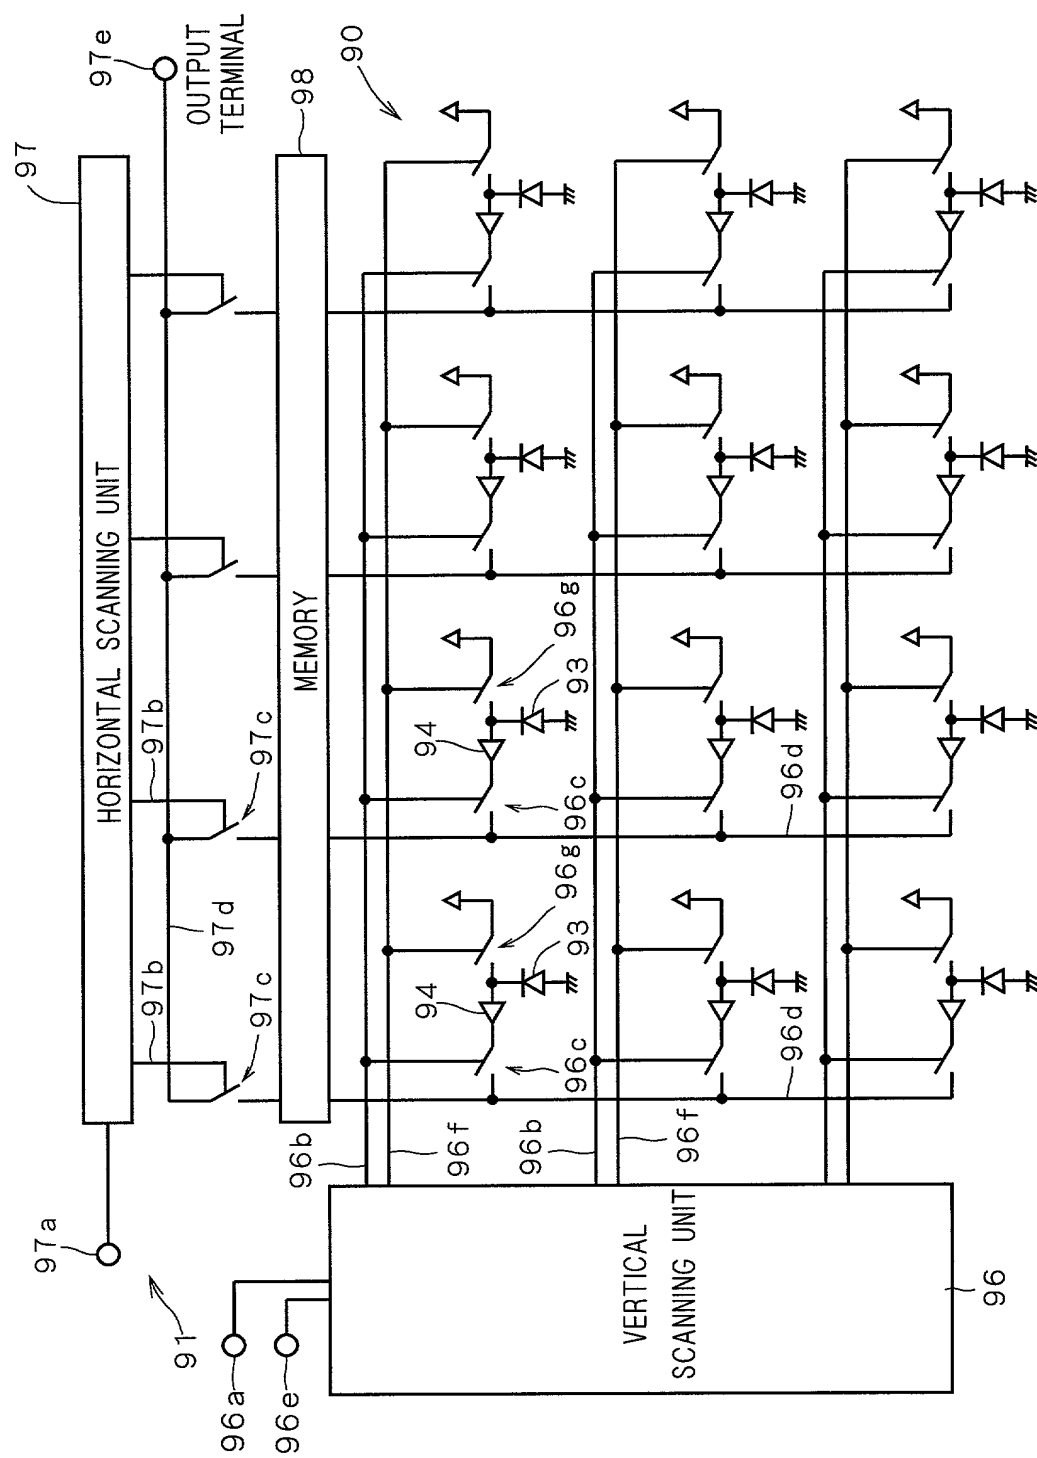 97
97e
OUTPUT
TERMINAL
98
90
HORIZONTAL SCANNING UNIT
MEMORY
97b
97c
97d
97b
97c
94
96g
93
96c
96d
94
96g
93
96c
96d
96b
96f
96b
96f
97a
91
96a
96e
VERTICAL
SCANNING UNIT
96